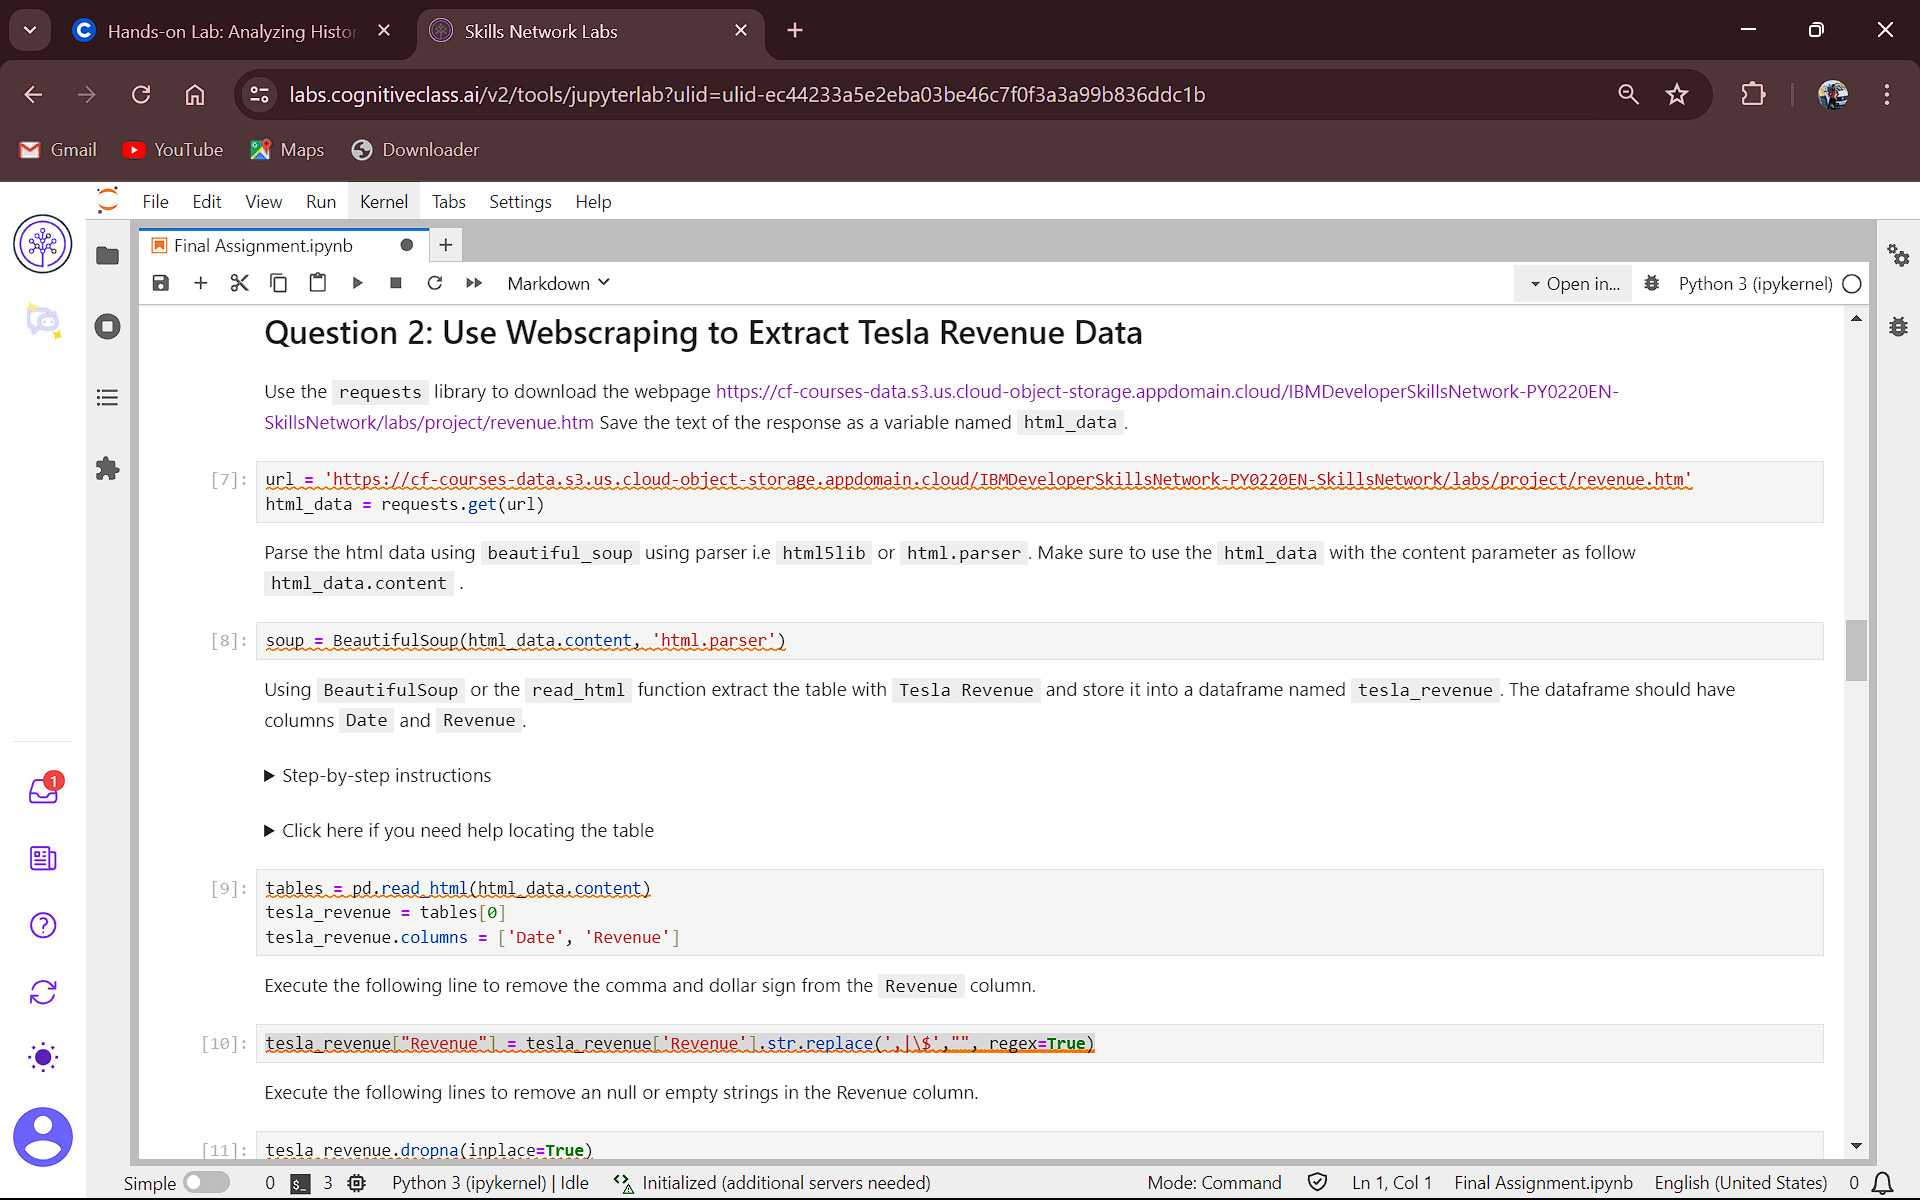 Hands-on Lab: Analyzing Histor
Skills Network Labs
labs.cognitiveclass.ai/v2/tools/jupyterlab?ulid=ulid-ec44233a5e2eba03be46c7f0f3a3a99b836ddc1b
Gmail YouTube Maps Downloader
File Edit View Run Kernel Tabs Settings Help
Final Assignment.ipynb
Markdown Open in... Python 3 (ipykernel)
Question 2: Use Webscraping to Extract Tesla Revenue Data
Use the requests library to download the webpage https://cf-courses-data.s3.us.cloud-object-storage.appdomain.cloud/IBMDeveloperSkillsNetwork-PY0220EN-
SkillsNetwork/labs/project/revenue.htm Save the text of the response as a variable named html_data.
[7]: url = 'https://cf-courses-data.s3.us.cloud-object-storage.appdomain.cloud/IBMDeveloperSkillsNetwork-PY0220EN-SkillsNetwork/labs/project/revenue.htm'
html_data = requests.get(url)
Parse the html data using beautiful_soup using parser i.e html5lib or html.parser. Make sure to use the html_data with the content parameter as follow
html_data.content .
[8]: soup = BeautifulSoup(html_data.content, 'html.parser')
Using BeautifulSoup or the read_html function extract the table with Tesla Revenue and store it into a dataframe named tesla_revenue. The dataframe should have
columns Date and Revenue.
Step-by-step instructions
Click here if you need help locating the table
[9]: tables = pd.read_html(html_data.content)
tesla_revenue = tables[0]
tesla_revenue.columns = ['Date', 'Revenue']
Execute the following line to remove the comma and dollar sign from the Revenue column.
[10]: tesla_revenue["Revenue"] = tesla_revenue['Revenue'].str.replace(',|\$',"", regex=True)
Execute the following lines to remove an null or empty strings in the Revenue column.
[11]: tesla_revenue.dropna(inplace=True)
1
Simple 0 $_ 3 Python 3 (ipykernel) | Idle Initialized (additional servers needed) Mode: Command Ln 1, Col 1 Final Assignment.ipynb English (United States) 0